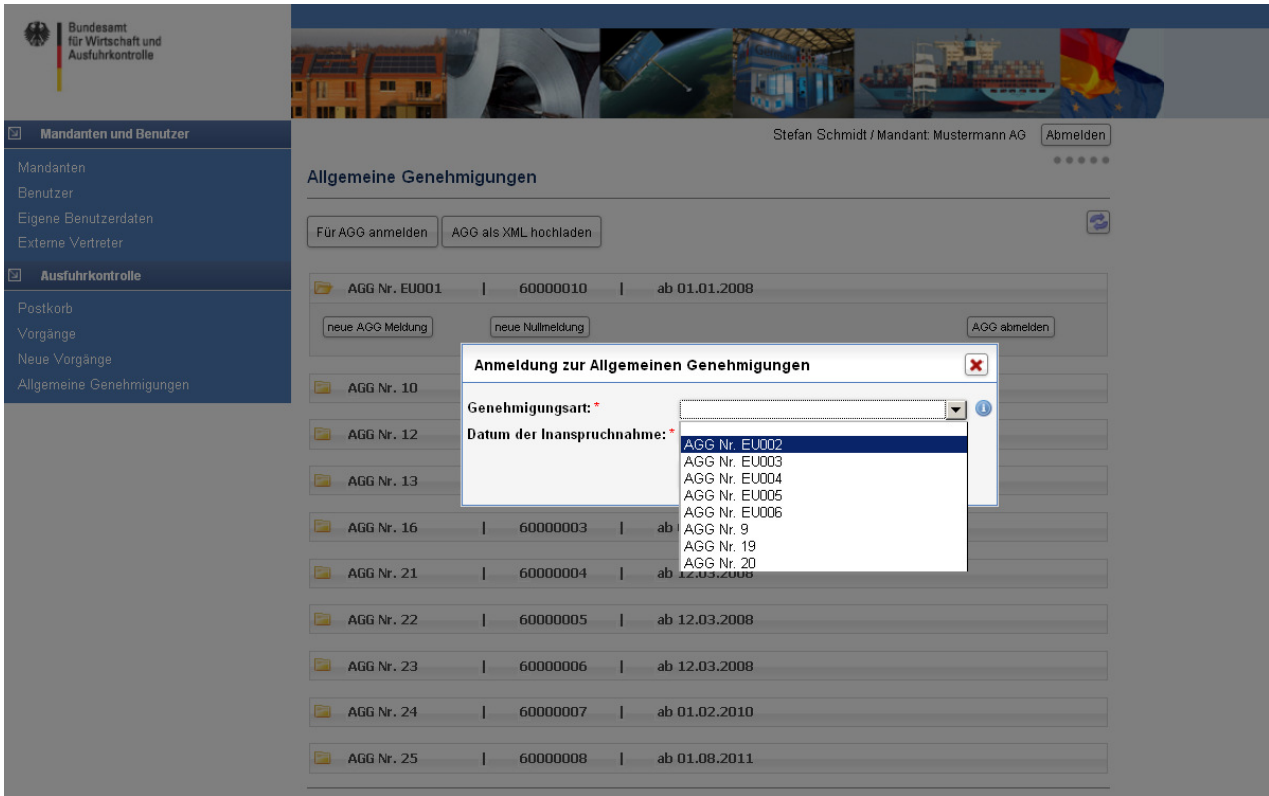 Bundesamt
für Wirtschaft und
Ausfuhrkontrolle
Mandanten und Benutzer
Mandanten
Benutzer
Eigene Benutzerdaten
Externe Vertreter
Ausfuhrkontrolle
Postkorb
Vorgänge
Neue Vorgänge
Allgemeine Genehmigungen
Stefan Schmidt / Mandant: Mustermann AG Abmelden
Allgemeine Genehmigungen
Für AGG anmelden AGG als XML hochladen
AGG Nr. EU001 | 60000010 | ab 01.01.2008
neue AGG Meldung neue Nullmeldung AGG abmelden
Anmeldung zur Allgemeinen Genehmigungen
Genehmigungsart: *
Datum der Inanspruchnahme: *
AGG Nr. EU002
AGG Nr. EU003
AGG Nr. EU004
AGG Nr. EU005
AGG Nr. EU006
AGG Nr. 9
AGG Nr. 19
AGG Nr. 20
AGG Nr. 10
AGG Nr. 12
AGG Nr. 13
AGG Nr. 16 | 60000003 | ab
AGG Nr. 21 | 60000004 | ab 12.03.2008
AGG Nr. 22 | 60000005 | ab 12.03.2008
AGG Nr. 23 | 60000006 | ab 12.03.2008
AGG Nr. 24 | 60000007 | ab 01.02.2010
AGG Nr. 25 | 60000008 | ab 01.08.2011